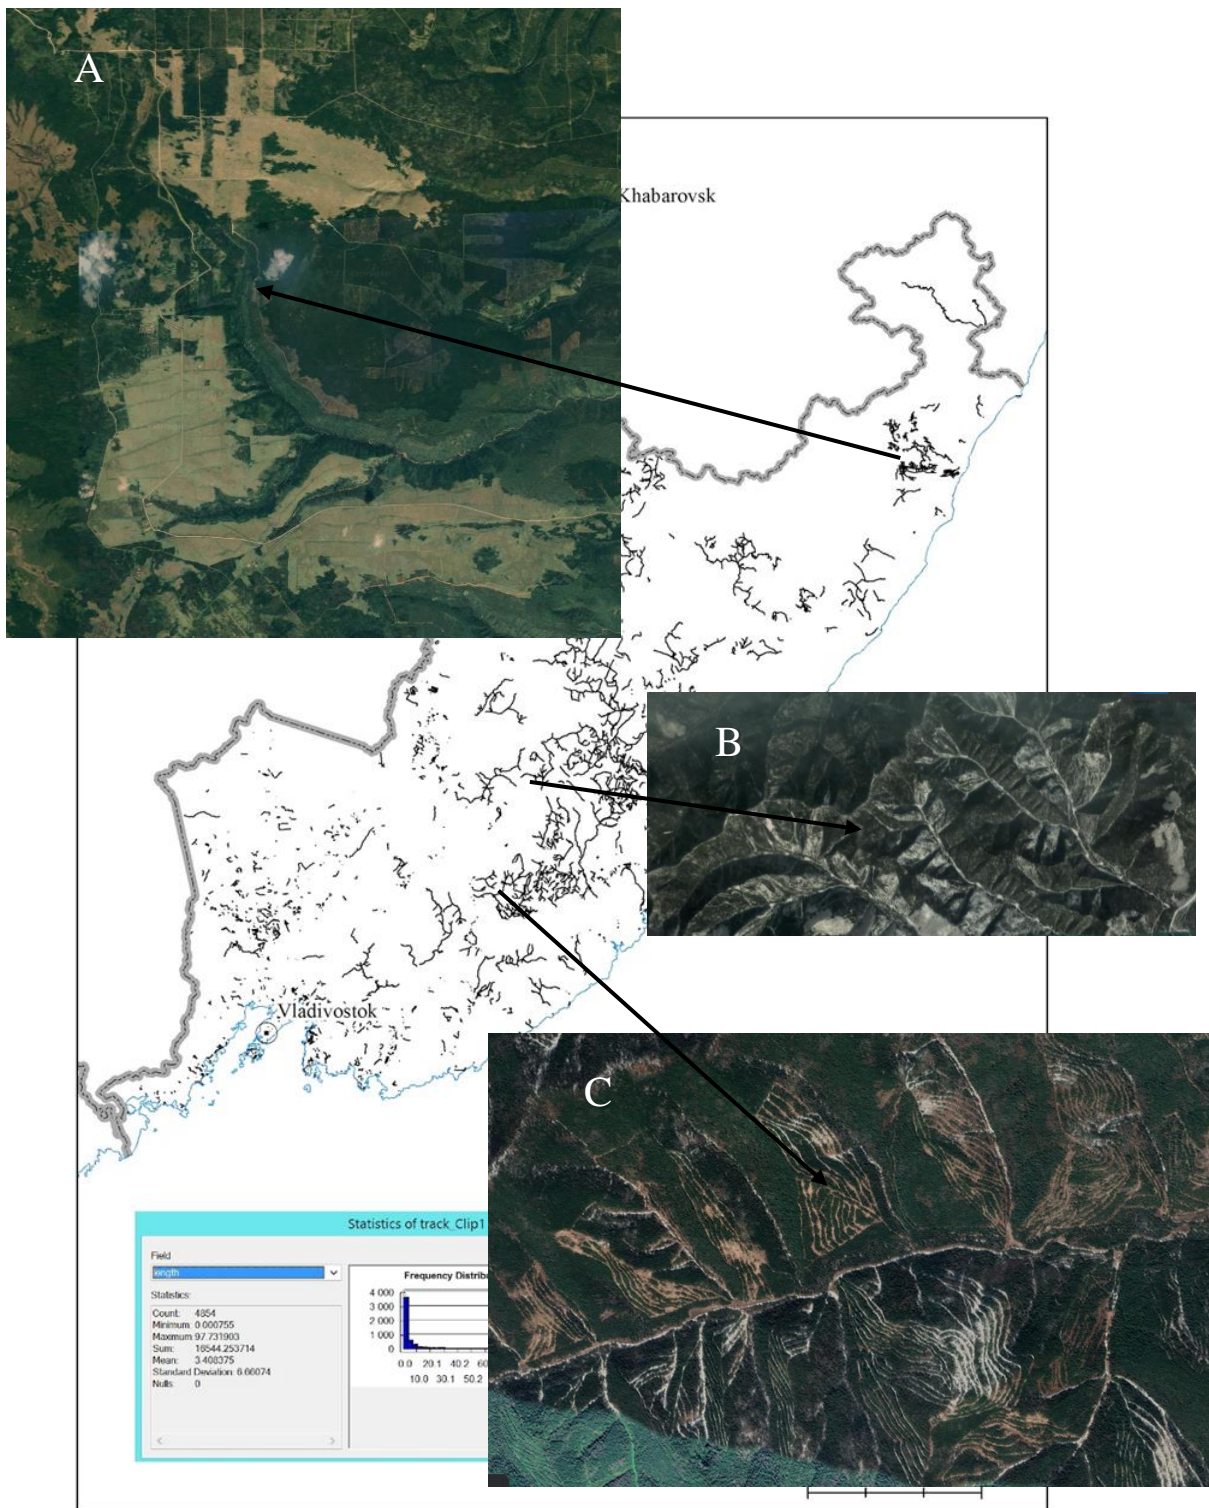 A
Khabarovsk
B
Vladivostok
C
Statistics of track_Clip1
Field
length
Statistics:
Count: 4854
Minimum: 0.000755
Maximum: 97.731903
Sum: 16544.253714
Mean: 3.408375
Standard Deviation: 6.66074
Nulls: 0
Frequency Distrib
4 000
3 000
2 000
1 000
0
0.0 20.1 40.2 60
10.0 30.1 50.2